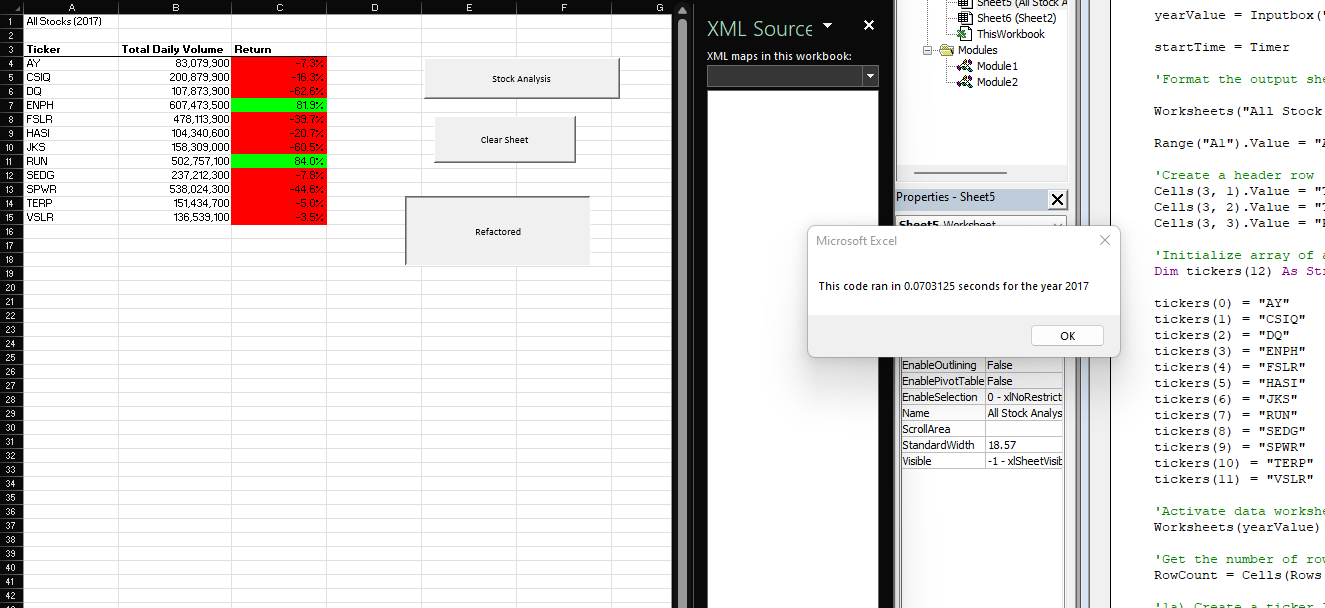 A B C D E F G
1 All Stocks (2017)
2
3 Ticker Total Daily Volume Return
4 AY 83,079,900 -7.3%
5 CSIQ 200,879,900 -16.3%
6 DQ 107,873,900 -62.6%
7 ENPH 607,473,500 81.9%
8 FSLR 478,113,900 -39.7%
9 HASI 104,340,600 -20.7%
10 JKS 158,309,000 -60.5%
11 RUN 502,757,100 84.0%
12 SEDG 237,212,300 -7.8%
13 SPWR 538,024,300 -44.6%
14 TERP 151,434,700 -5.0%
15 VSLR 136,539,100 -3.5%
16
17
18
19
20
21
22
23
24
25
26
27
28
29
30
31
32
33
34
35
36
37
38
39
40
41
42
Stock Analysis
Clear Sheet
Refactored
XML Source
XML maps in this workbook:
Sheet5 (All Stock A
Sheet6 (Sheet2)
ThisWorkbook
Modules
Module1
Module2
Properties - Sheet5
Sheet5 Worksheet
Microsoft Excel
This code ran in 0.0703125 seconds for the year 2017
OK
EnableOutlining False
EnablePivotTable False
EnableSelection 0 - xlNoRestrict
Name All Stock Analys
ScrollArea
StandardWidth 18.57
Visible -1 - xlSheetVisib
yearValue = Inputbox("
startTime = Timer
'Format the output she
Worksheets("All Stock
Range("A1").Value = "A
'Create a header row
Cells(3, 1).Value = "T
Cells(3, 2).Value = "T
Cells(3, 3).Value = "R
'Initialize array of a
Dim tickers(12) As Str
tickers(0) = "AY"
tickers(1) = "CSIQ"
tickers(2) = "DQ"
tickers(3) = "ENPH"
tickers(4) = "FSLR"
tickers(5) = "HASI"
tickers(6) = "JKS"
tickers(7) = "RUN"
tickers(8) = "SEDG"
tickers(9) = "SPWR"
tickers(10) = "TERP"
tickers(11) = "VSLR"
'Activate data workshe
Worksheets(yearValue)
'Get the number of row
RowCount = Cells(Rows
'1a) Create a ticker